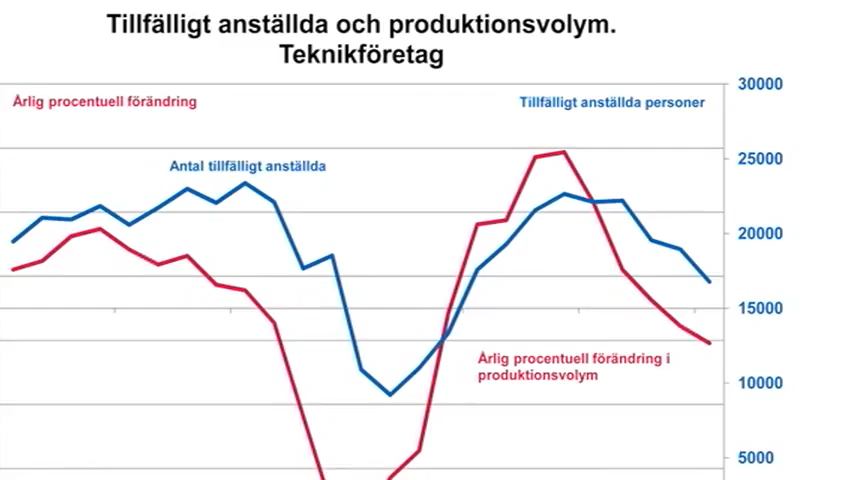 Tillfälligt anställda och produktionsvolym.
Teknikföretag
Årlig procentuell förändring
Tillfälligt anställda personer
30000
Antal tillfälligt anställda
25000
20000
15000
Årlig procentuell förändring i
produktionsvolym
10000
5000